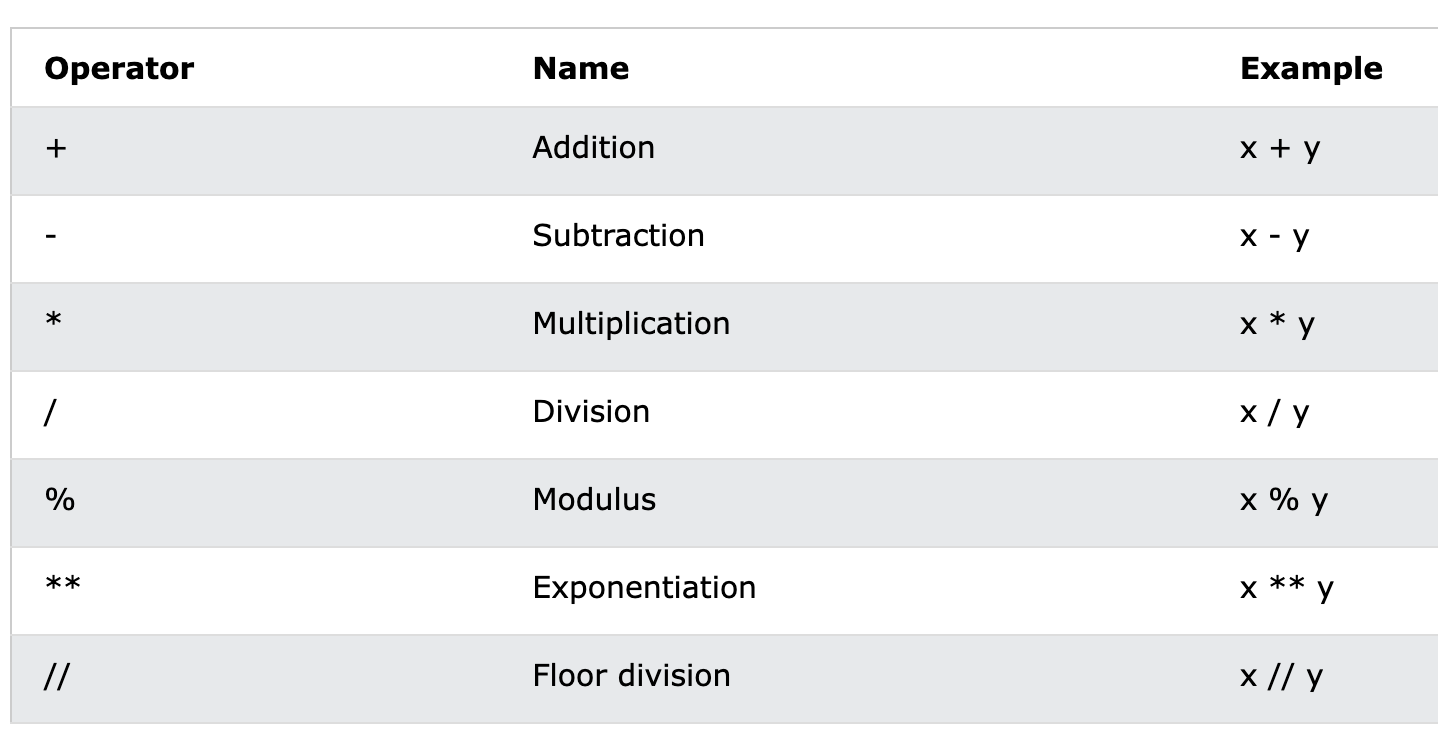 Operator Name Example
+ Addition x + y
- Subtraction x - y
* Multiplication x * y
/ Division x / y
% Modulus x % y
** Exponentiation x ** y
// Floor division x // y